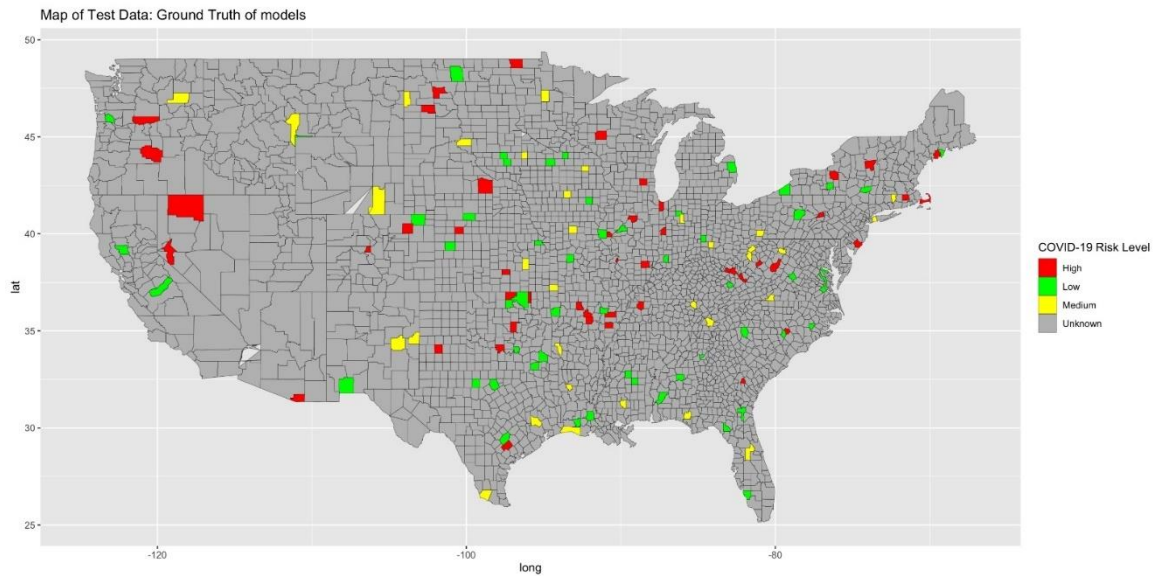 Map of Test Data: Ground Truth of models
50
45
40
35
30
25
lat
-120
-100
-80
long
COVID-19 Risk Level
High
Low
Medium
Unknown